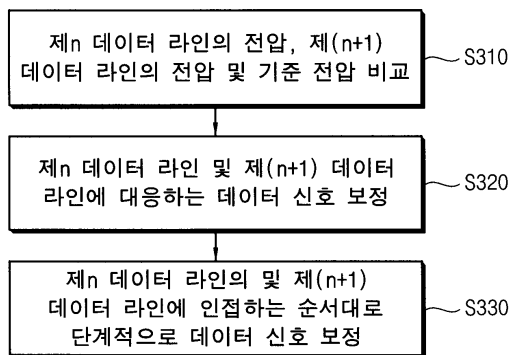 제n 데이터 라인의 전압, 제(n+1)
데이터 라인의 전압 및 기준 전압 비교
S310
제n 데이터 라인 및 제(n+1) 데이터
라인에 대응하는 데이터 신호 보정
S320
제n 데이터 라인의 및 제(n+1)
데이터 라인에 인접하는 순서대로
단계적으로 데이터 신호 보정
S330